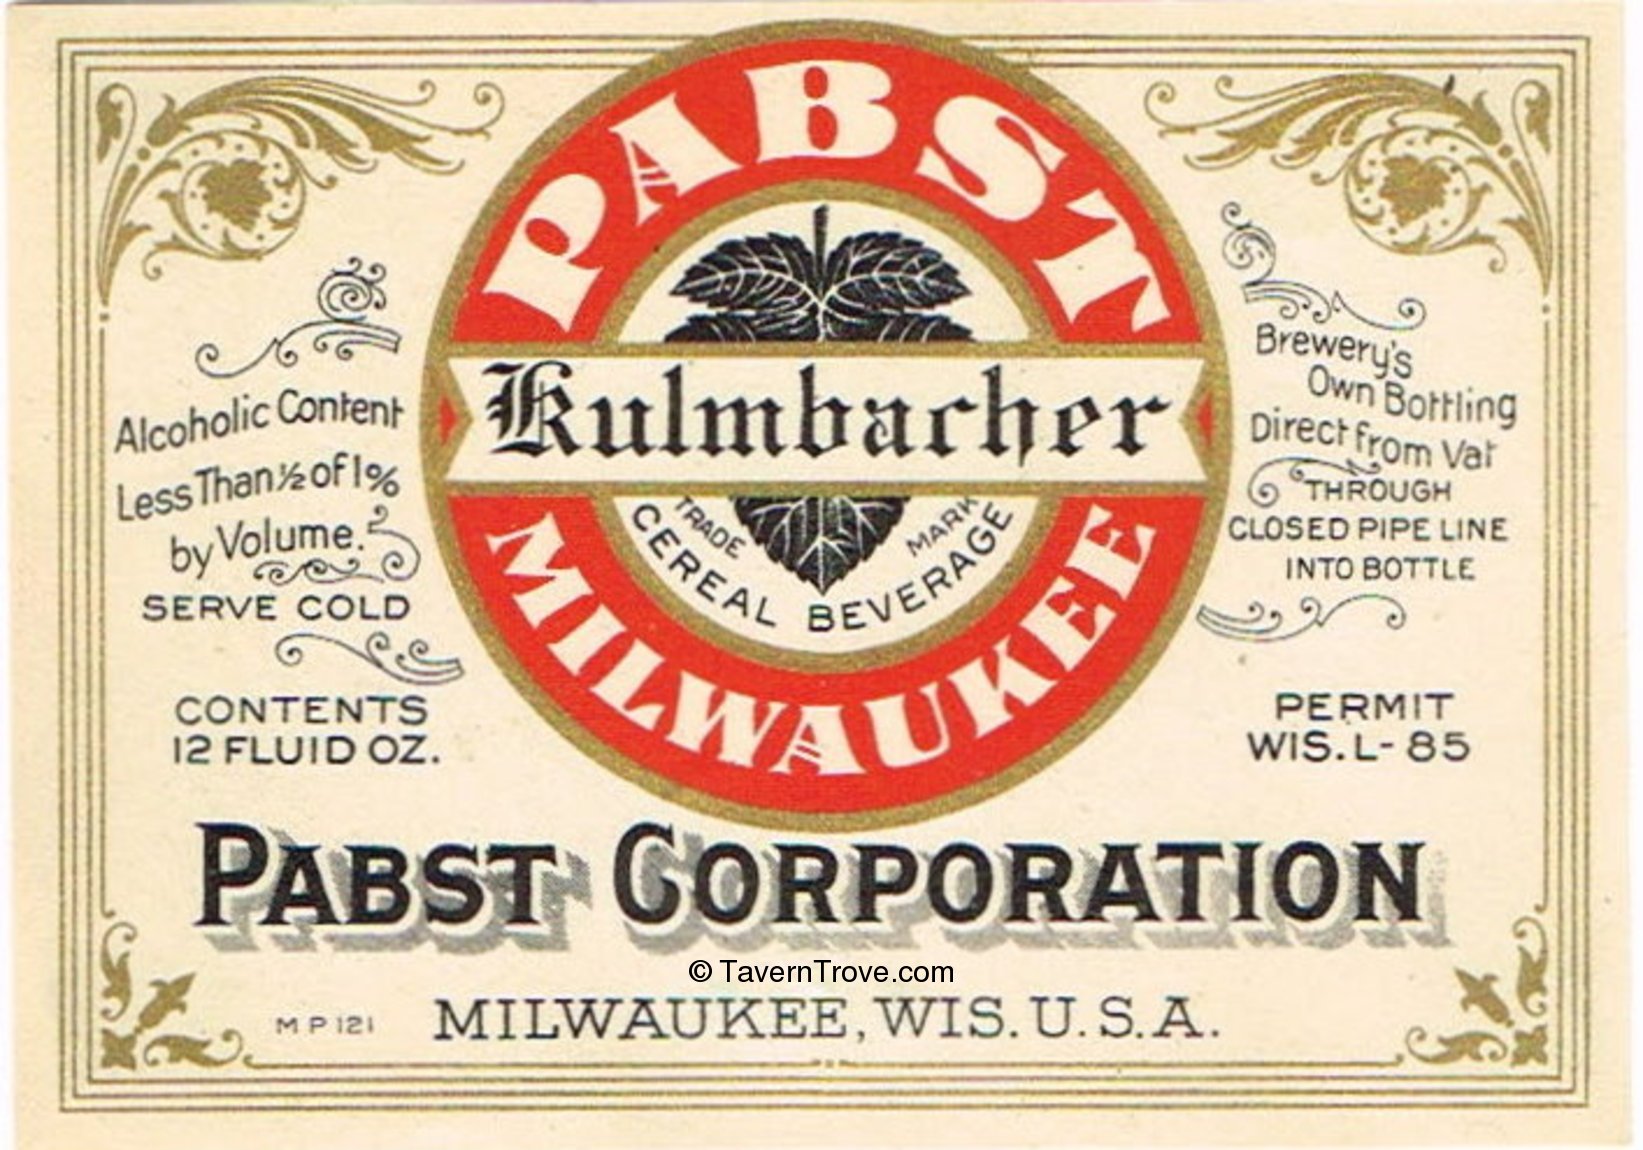 PABST
Kulmbacher
TRADE MARK
CEREAL BEVERAGE
MILWAUKEE
Alcoholic Content
Less Than ½ of 1%
by Volume.
SERVE COLD
CONTENTS
12 FLUID OZ.
Brewery's
Own Bottling
Direct from Vat
THROUGH
CLOSED PIPE LINE
INTO BOTTLE
PERMIT
WIS. L-85
PABST CORPORATION
© TavernTrove.com
MP121
MILWAUKEE, WIS. U.S.A.